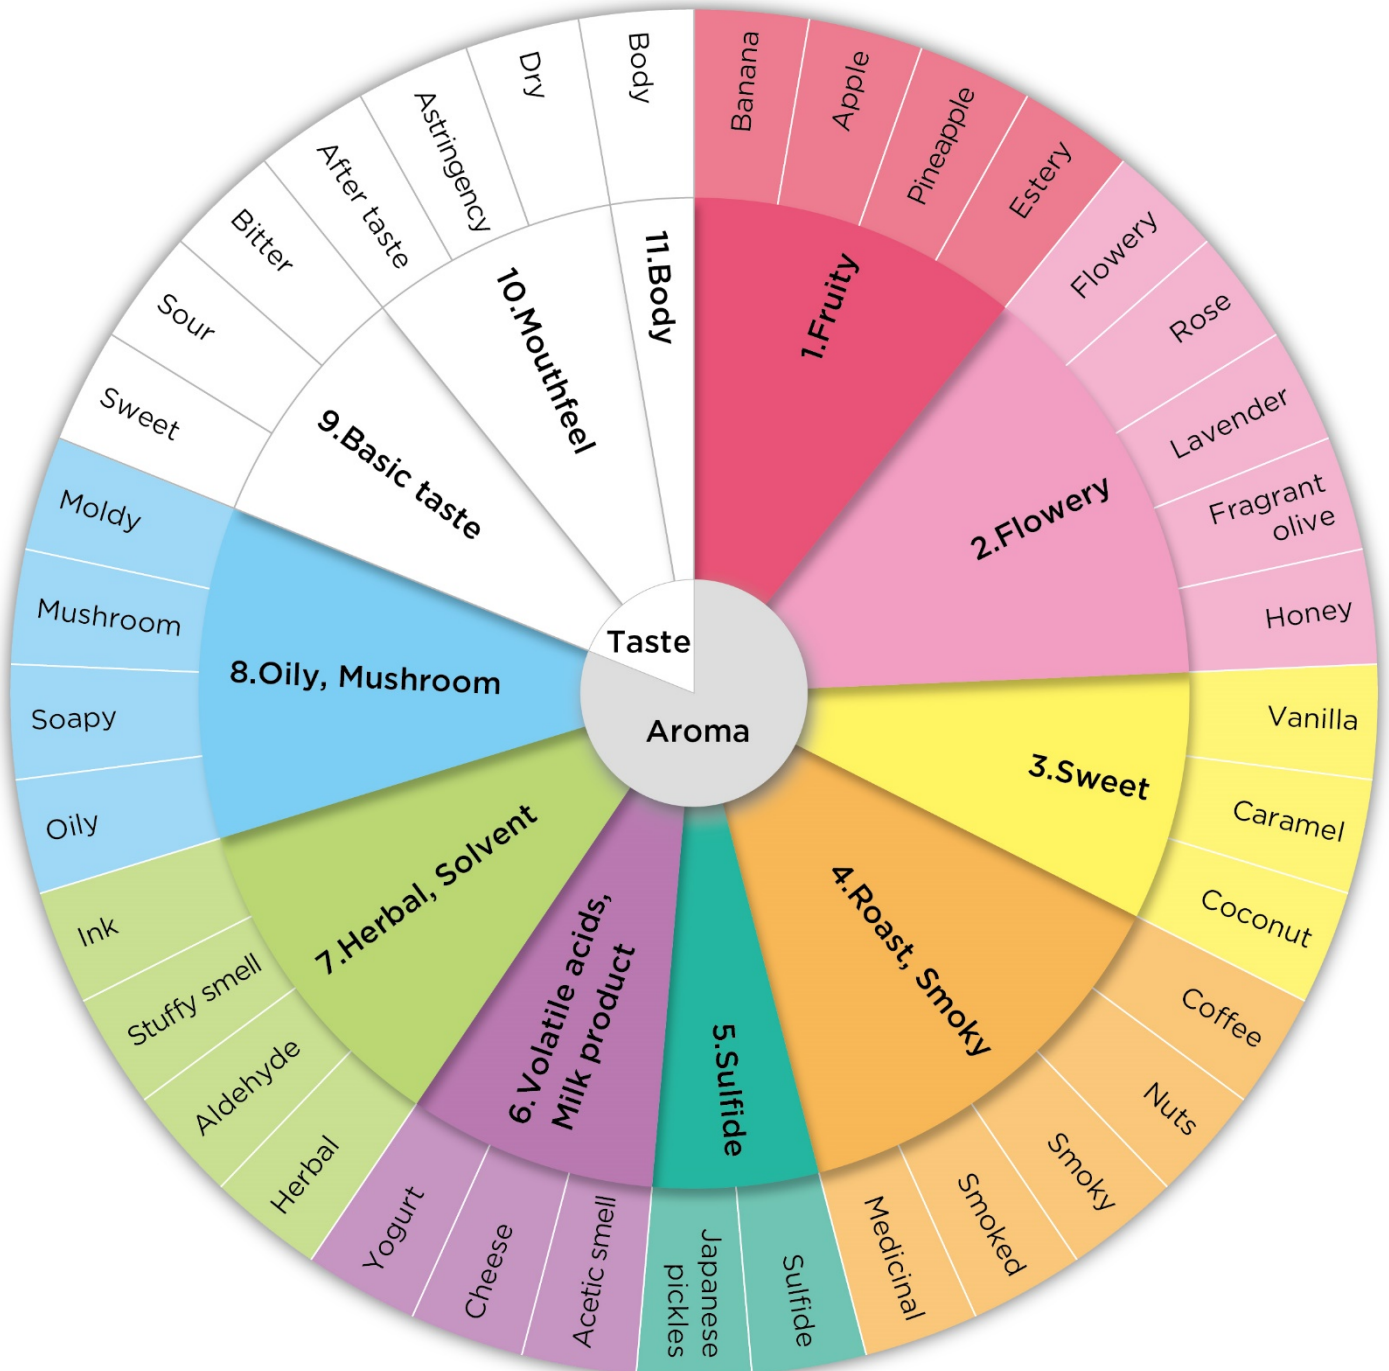 Taste
Aroma
1.Fruity
Banana
Apple
Pineapple
Estery
2.Flowery
Flowery
Rose
Lavender
Fragrant
olive
Honey
3.Sweet
Vanilla
Caramel
Coconut
4.Roast, Smoky
Coffee
Nuts
Smoky
Smoked
Medicinal
5.Sulfide
Sulfide
Japanese
pickles
6.Volatile acids,
Milk product
Acetic smell
Cheese
Yogurt
7.Herbal, Solvent
Herbal
Aldehyde
Stuffy smell
Ink
8.Oily, Mushroom
Oily
Soapy
Mushroom
Moldy
9.Basic taste
Sweet
Sour
Bitter
10.Mouthfeel
After taste
Astringency
Dry
11.Body
Body